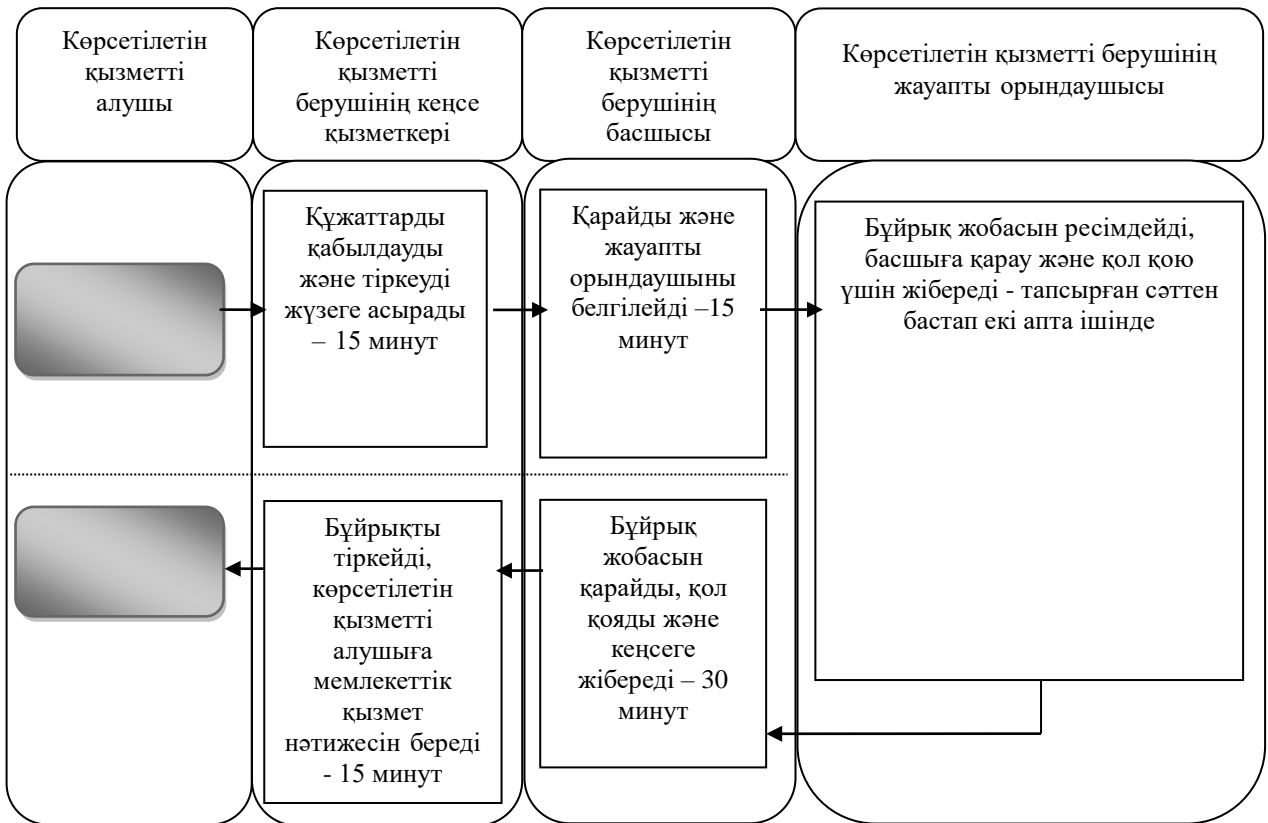 Көрсетілетін
қызметті
алушы
Көрсетілетін
қызметті
берушінің кеңсе
қызметкері
Көрсетілетін
қызметті
берушінің
басшысы
Көрсетілетін қызметті берушінің
жауапты орындаушысы
Құжаттарды
қабылдауды
және тіркеуді
жүзеге асырады
– 15 минут
Қарайды және
жауапты
орындаушыны
белгілейді –15
минут
Бұйрық жобасын ресімдейді,
басшыға қарау және қол қою
үшін жібереді - тапсырған сәттен
бастап екі апта ішінде
Бұйрықты
тіркейді,
көрсетілетін
қызметті
алушыға
мемлекеттік
қызмет
нәтижесін береді
- 15 минут
Бұйрық
жобасын
қарайды, қол
қояды және
кеңсеге
жібереді – 30
минут